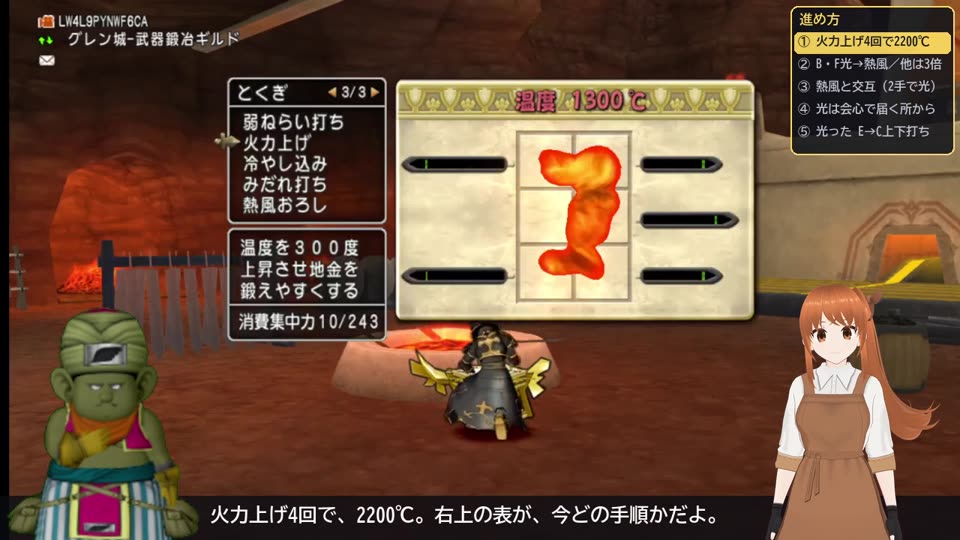 LW4L9PYNWF6CA
グレン城-武器鍛冶ギルド
とくぎ
3/3
弱ねらい打ち
火力上げ
冷やし込み
みだれ打ち
熱風おろし
温度を300度
上昇させ地金を
鍛えやすくする
消費集中力10/243
温度 1300℃
進め方
① 火力上げ4回で2200℃
② B・F光→熱風／他は3倍
③ 熱風と交互（2手で光）
④ 光は会心で届く所から
⑤ 光った E→C上下打ち
火力上げ4回で、2200℃。右上の表が、今どの手順かだよ。